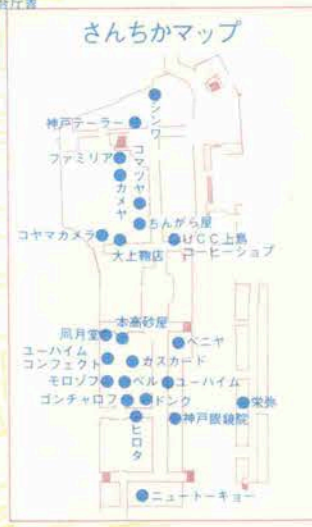 さんちかマップ
シンワ
神戸テーラー
ファミリア
コマツヤ
カメヤ
ちんがら屋
コヤマカメラ
大上鞄店
UCC上島
コーヒーショップ
本高砂屋
風月堂
ベニヤ
ユーハイム
コンフェクト
ガスカード
モロゾフ
ベル
ユーハイム
ゴンチャロフ
ドンク
栄弥
ヒロタ
神戸眼鏡院
ニュートーキョー